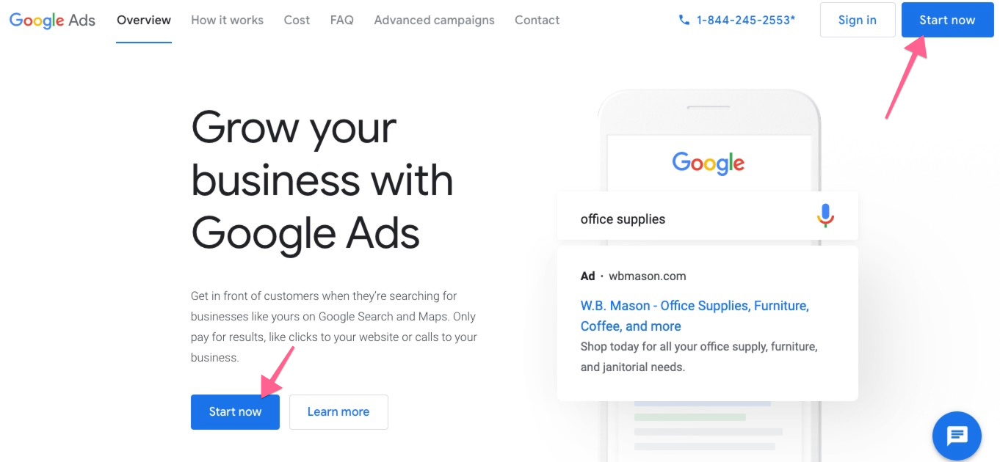 Google Ads Overview How it works Cost FAQ Advanced campaigns Contact 1-844-245-2553* Sign in Start now
Grow your
business with
Google Ads
Get in front of customers when they're searching for
businesses like yours on Google Search and Maps. Only
pay for results, like clicks to your website or calls to your
business.
Start now Learn more
Google
office supplies
Ad · wbmason.com
W.B. Mason - Office Supplies, Furniture,
Coffee, and more
Shop today for all your office supply, furniture,
and janitorial needs.